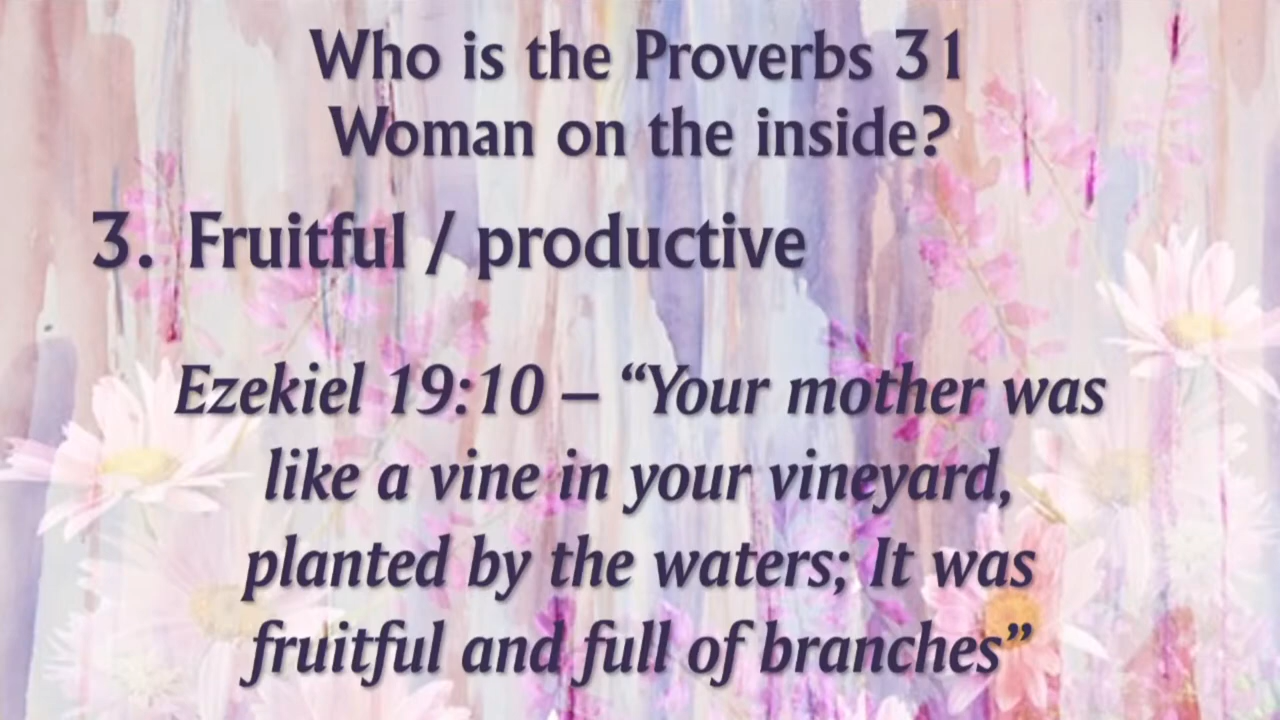 Who is the Proverbs 31
Woman on the inside?
3. Fruitful / productive
Ezekiel 19:10 – “Your mother was
like a vine in your vineyard,
planted by the waters; It was
fruitful and full of branches”